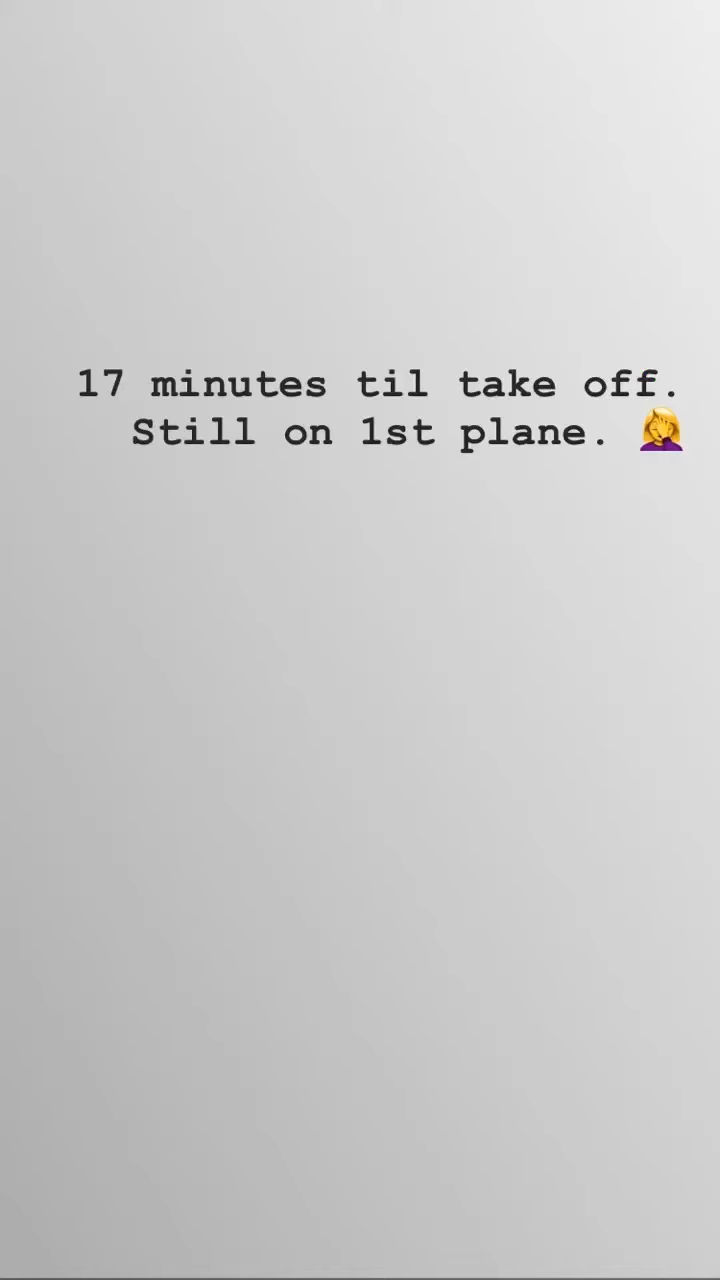 17 minutes til take off.
Still on 1st plane. 🤦‍♀️